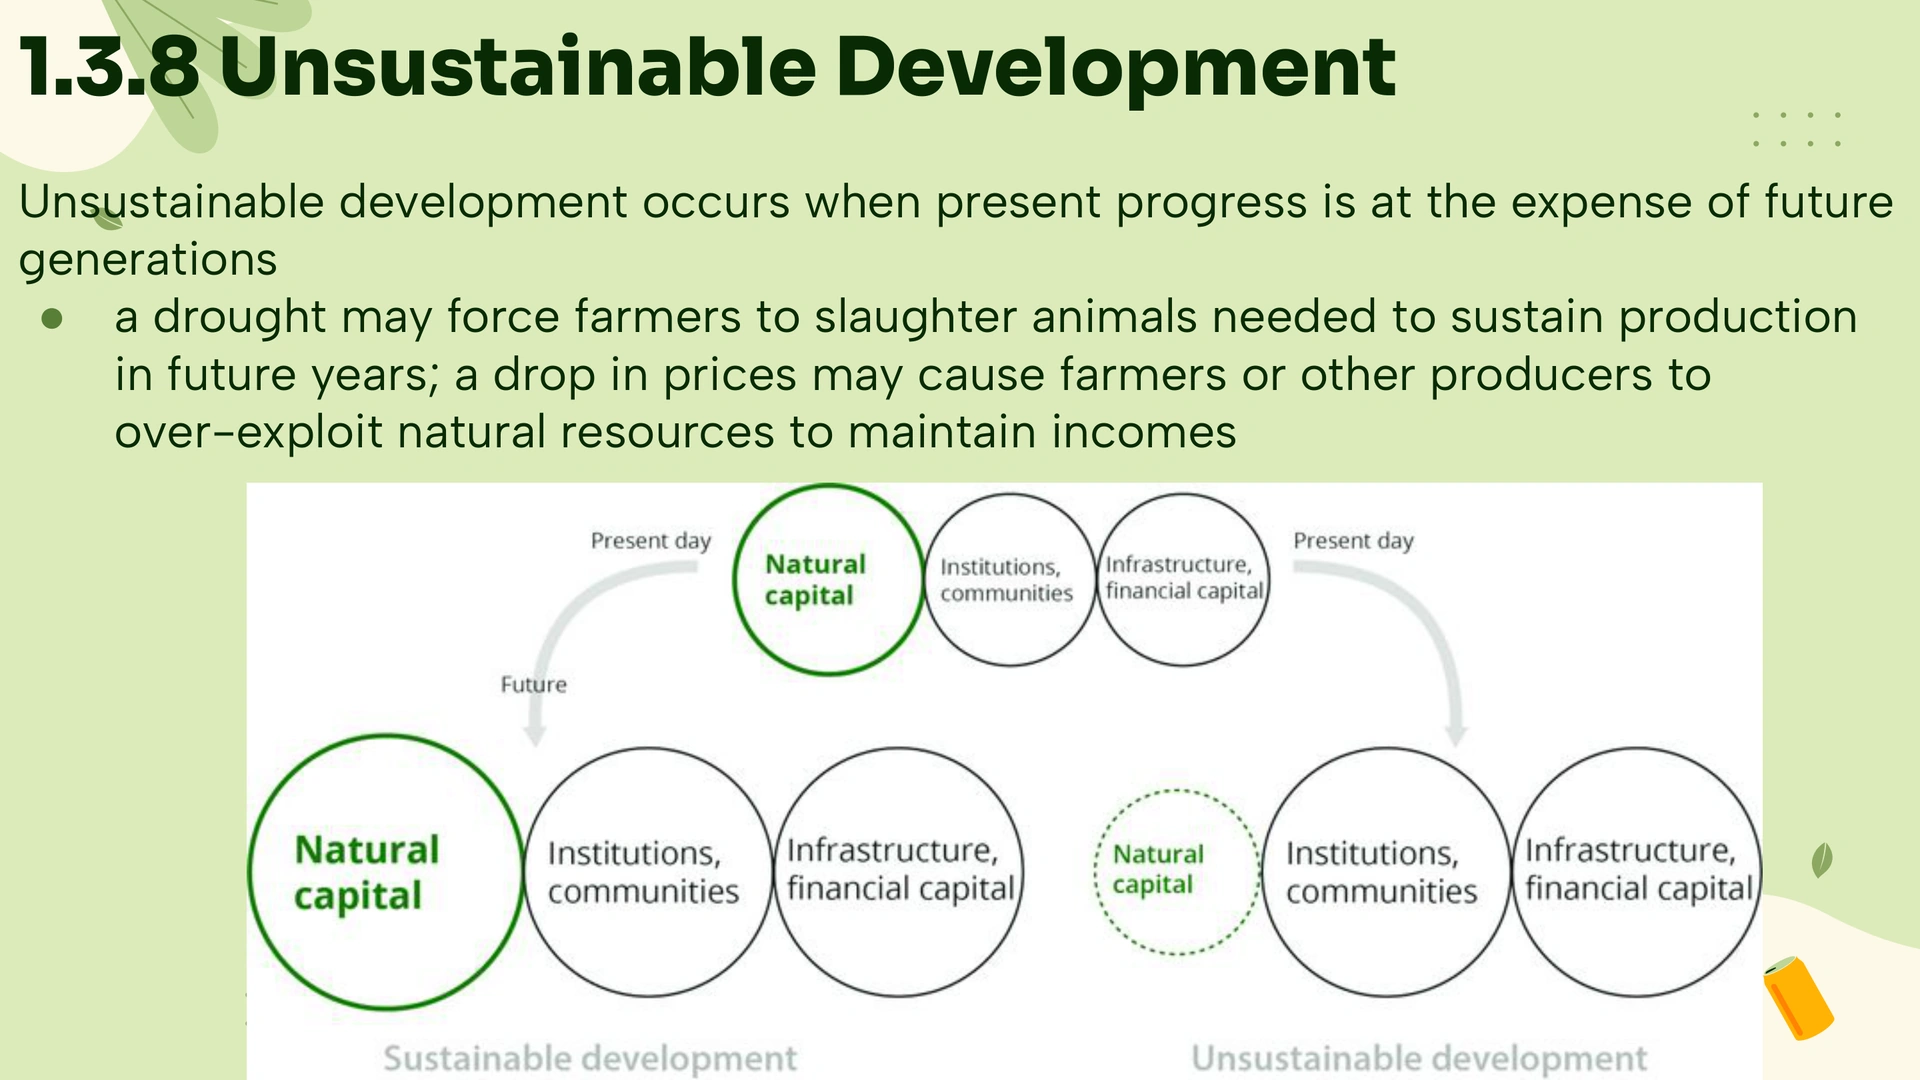 1.3.8 Unsustainable Development
Unsustainable development occurs when present progress is at the expense of future
generations
● a drought may force farmers to slaughter animals needed to sustain production
in future years; a drop in prices may cause farmers or other producers to
over-exploit natural resources to maintain incomes
Present day
Natural
capital
Institutions,
communities
Infrastructure,
financial capital
Present day
Future
Natural
capital
Institutions,
communities
Infrastructure,
financial capital
Natural
capital
Institutions,
communities
Infrastructure,
financial capital
Sustainable development
Unsustainable development